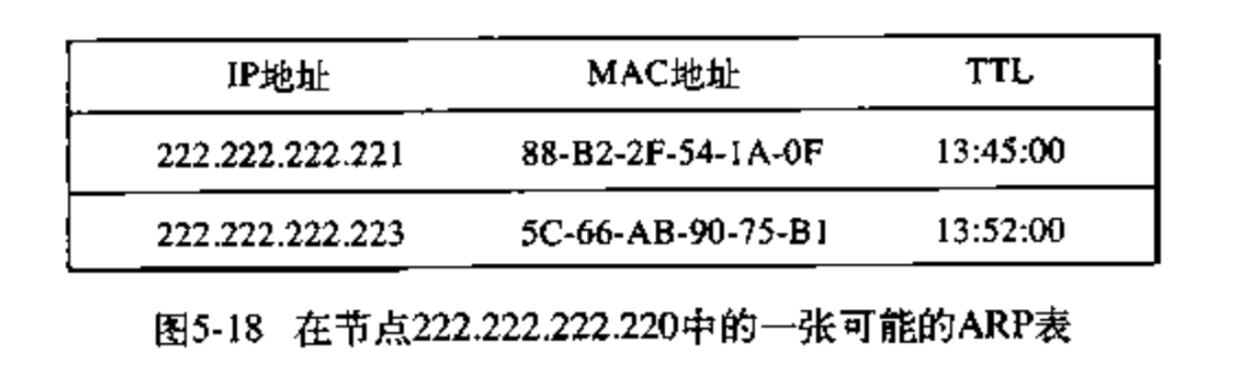 IP地址 MAC地址 TTL
222.222.222.221 88-B2-2F-54-1A-0F 13:45:00
222.222.222.223 5C-66-AB-90-75-B1 13:52:00
图5-18 在节点222.222.222.220中的一张可能的ARP表